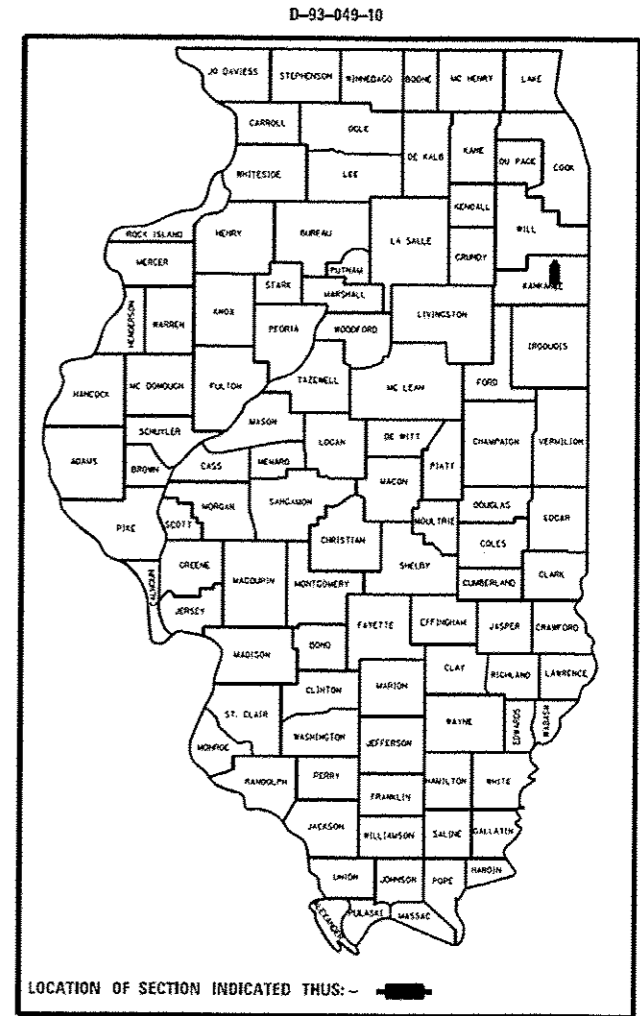 D-93-049-10
JO DAVIESS STEPHENSON WINNEBAGO BOONE MC HENRY LAKE
CARROLL OGLE DE KALB KANE DU PAGE COOK
WHITESIDE LEE KENDALL WILL
ROCK ISLAND HENRY BUREAU LA SALLE GRUNDY
MERCER PUTNAM KANKAKEE
STARK MARSHALL
HENDERSON WARREN KNOX PEORIA WOODFORD LIVINGSTON IROQUOIS
HANCOCK MC DONOUGH FULTON TAZEWELL MC LEAN FORD
SCHUYLER MASON LOGAN DE WITT CHAMPAIGN VERMILION
ADAMS BROWN CASS MENARD MACON PIATT
PIKE SCOTT MORGAN SANGAMON CHRISTIAN MOULTRIE DOUGLAS EDGAR
COLES
CALHOUN GREENE MACOUPIN MONTGOMERY SHELBY CUMBERLAND CLARK
JERSEY FAYETTE EFFINGHAM JASPER CRAWFORD
MADISON BOND CLAY RICHLAND LAWRENCE
CLINTON MARION
ST. CLAIR WASHINGTON JEFFERSON WAYNE EDWARDS WABASH
MONROE
RANDOLPH PERRY HAMILTON WHITE
FRANKLIN
JACKSON WILLIAMSON SALINE GALLATIN
UNION JOHNSON POPE HARDIN
ALEXANDER PULASKI MASSAC
LOCATION OF SECTION INDICATED THUS:-